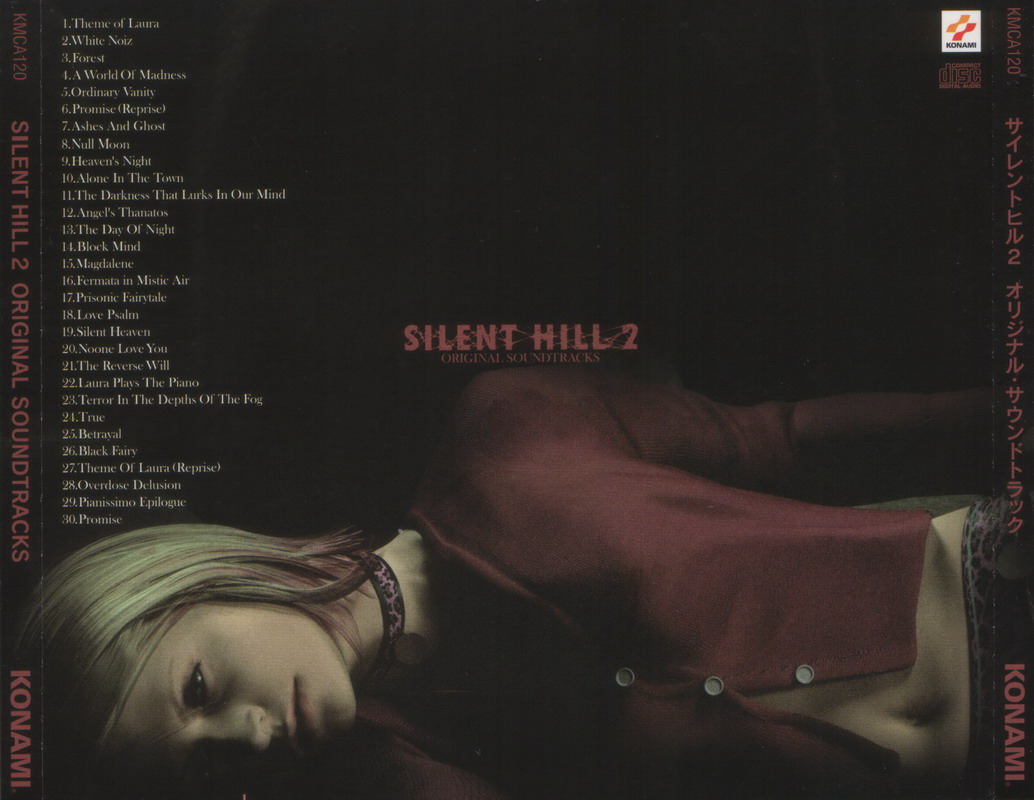 KMCA120
SILENT HILL 2 ORIGINAL SOUNDTRACKS
KONAMI
1.Theme of Laura
2.White Noiz
3.Forest
4.A World Of Madness
5.Ordinary Vanity
6.Promise (Reprise)
7.Ashes And Ghost
8.Null Moon
9.Heaven's Night
10.Alone In The Town
11.The Darkness That Lurks In Our Mind
12.Angel's Thanatos
13.The Day Of Night
14.Block Mind
15.Magdalene
16.Fermata in Mistic Air
17.Prisonic Fairytale
18.Love Psalm
19.Silent Heaven
20.Noone Love You
21.The Reverse Will
22.Laura Plays The Piano
23.Terror In The Depths Of The Fog
24.True
25.Betrayal
26.Black Fairy
27.Theme Of Laura (Reprise)
28.Overdose Delusion
29.Pianissimo Epilogue
30.Promise
SILENT HILL 2
ORIGINAL SOUNDTRACKS
KONAMI
COMPACT
disc
DIGITAL AUDIO
KMCA120
サイレントヒル2 オリジナル・サウンドトラック
KONAMI